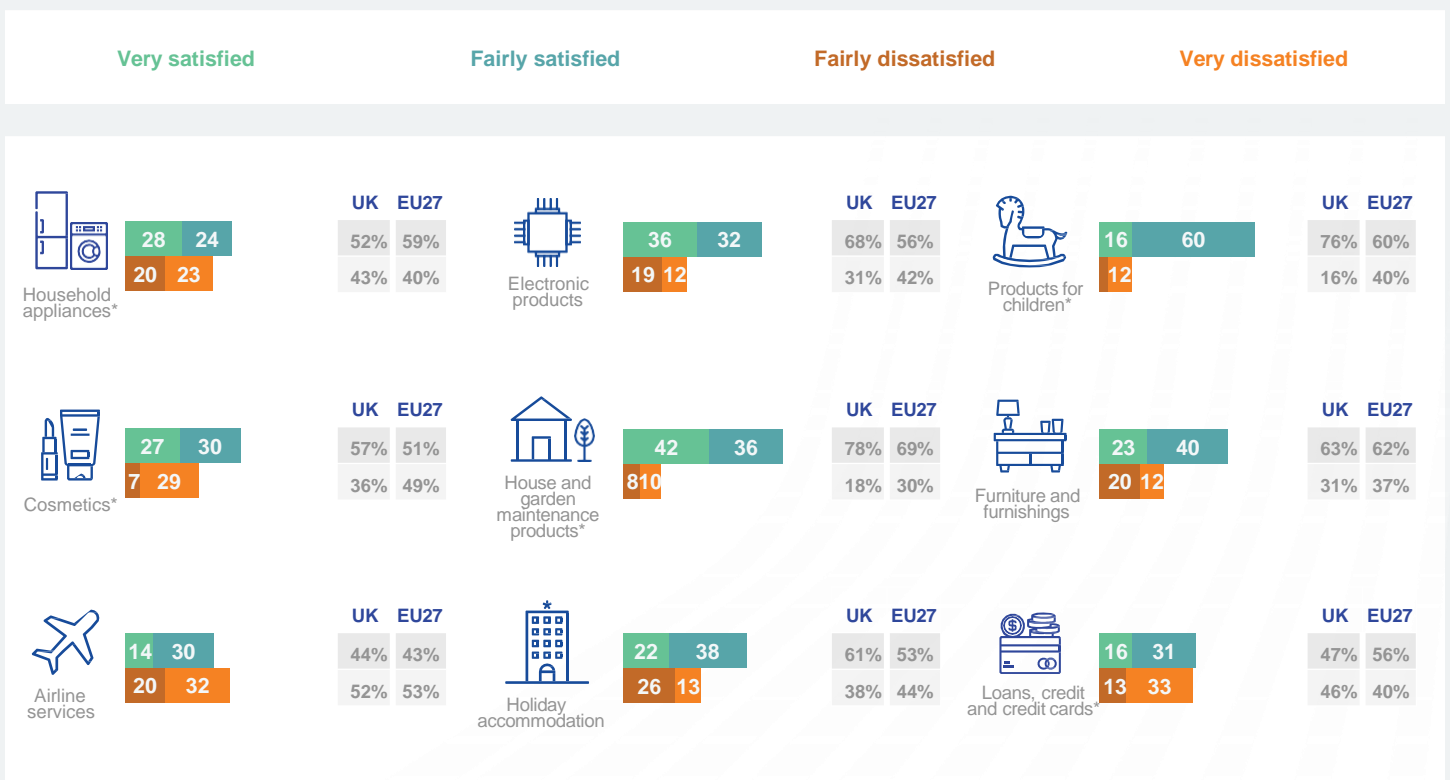 Very satisfied Fairly satisfied Fairly dissatisfied Very dissatisfied
UK EU27
28 24 52% 59%
20 23 43% 40%
Household
appliances*
UK EU27
36 32 68% 56%
19 12 31% 42%
Electronic
products
UK EU27
16 60 76% 60%
12 16% 40%
Products for
children*
UK EU27
27 30 57% 51%
7 29 36% 49%
Cosmetics*
UK EU27
42 36 78% 69%
8 10 18% 30%
House and
garden
maintenance
products*
UK EU27
23 40 63% 62%
20 12 31% 37%
Furniture and
furnishings
UK EU27
14 30 44% 43%
20 32 52% 53%
Airline
services
*
UK EU27
22 38 61% 53%
26 13 38% 44%
Holiday
accommodation
UK EU27
16 31 47% 56%
13 33 46% 40%
$
Loans, credit
and credit cards*